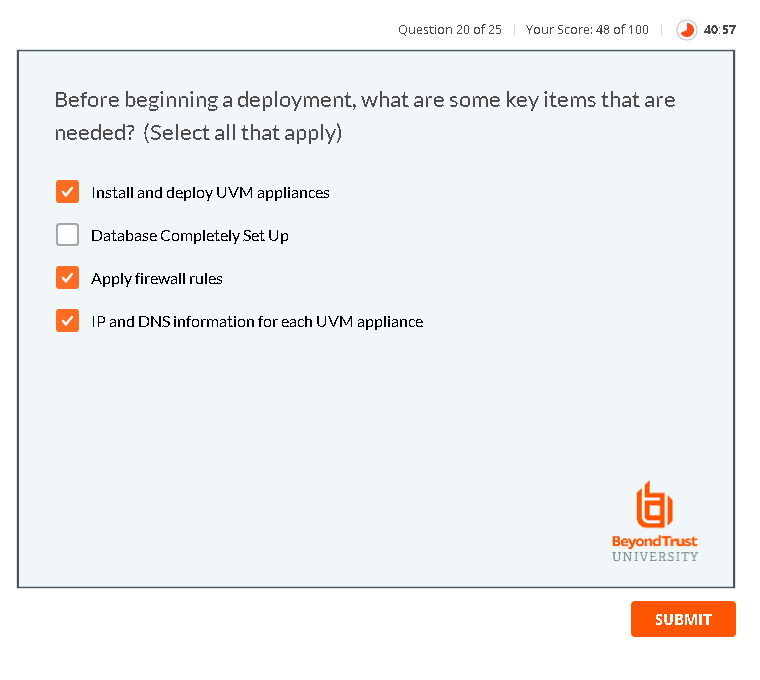 Question 20 of 25 | Your Score: 48 of 100 | 40:57
Before beginning a deployment, what are some key items that are
needed? (Select all that apply)
Install and deploy UVM appliances
Database Completely Set Up
Apply firewall rules
IP and DNS information for each UVM appliance
BeyondTrust
UNIVERSITY
SUBMIT